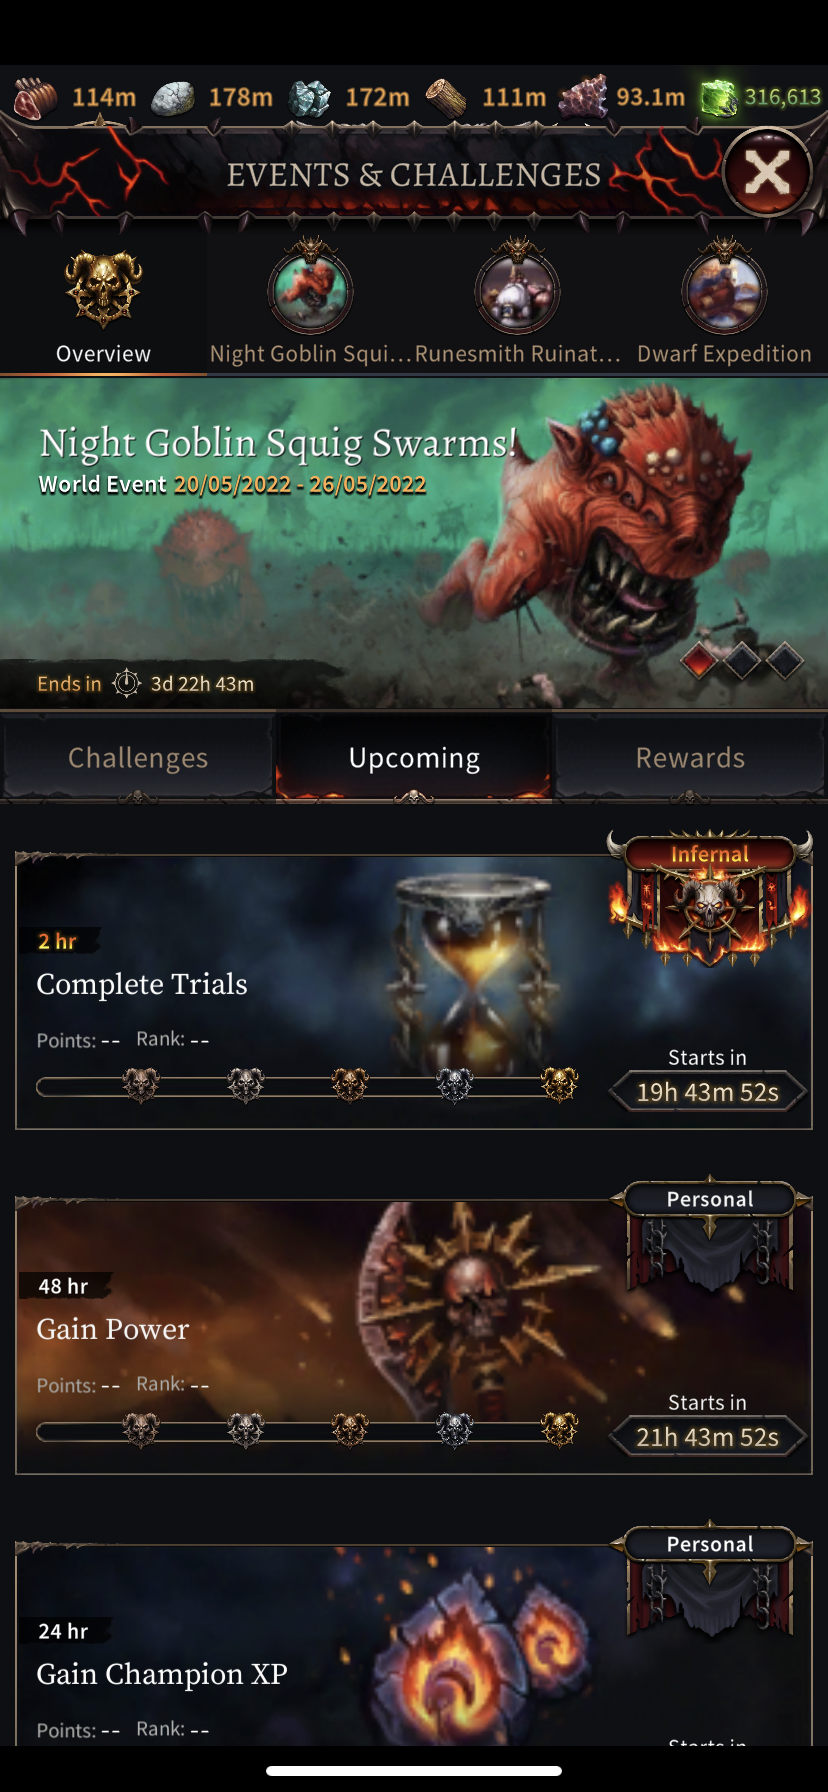 114m 178m 172m 111m 93.1m 316,613
EVENTS & CHALLENGES
Overview Night Goblin Squi... Runesmith Ruinat... Dwarf Expedition
Night Goblin Squig Swarms!
World Event 20/05/2022 - 26/05/2022
Ends in 3d 22h 43m
Challenges Upcoming Rewards
Infernal
2 hr
Complete Trials
Points: -- Rank: --
Starts in
19h 43m 52s
Personal
48 hr
Gain Power
Points: -- Rank: --
Starts in
21h 43m 52s
Personal
24 hr
Gain Champion XP
Points: -- Rank: --
Starts in